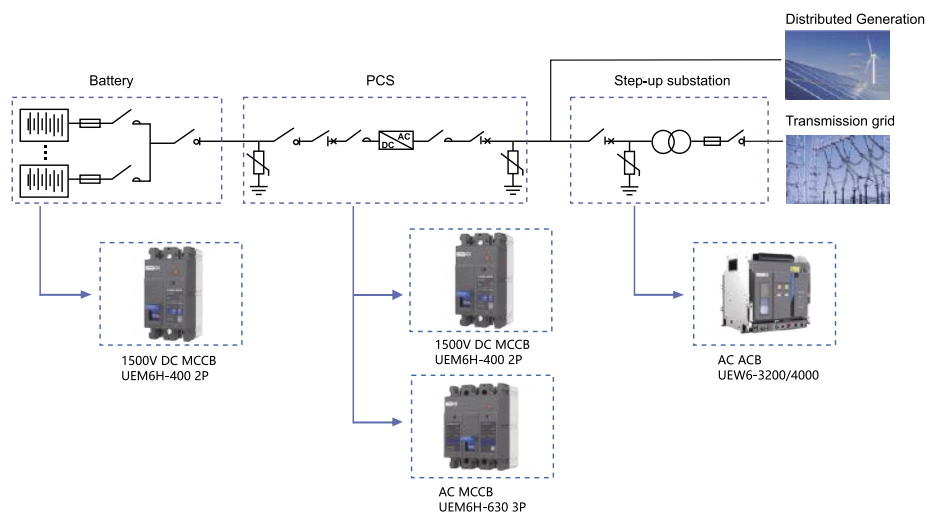 Distributed Generation
Battery
PCS
Step-up substation
Transmission grid
AC
DC
1500V DC MCCB
UEM6H-400 2P
1500V DC MCCB
UEM6H-400 2P
AC ACB
UEW6-3200/4000
AC MCCB
UEM6H-630 3P